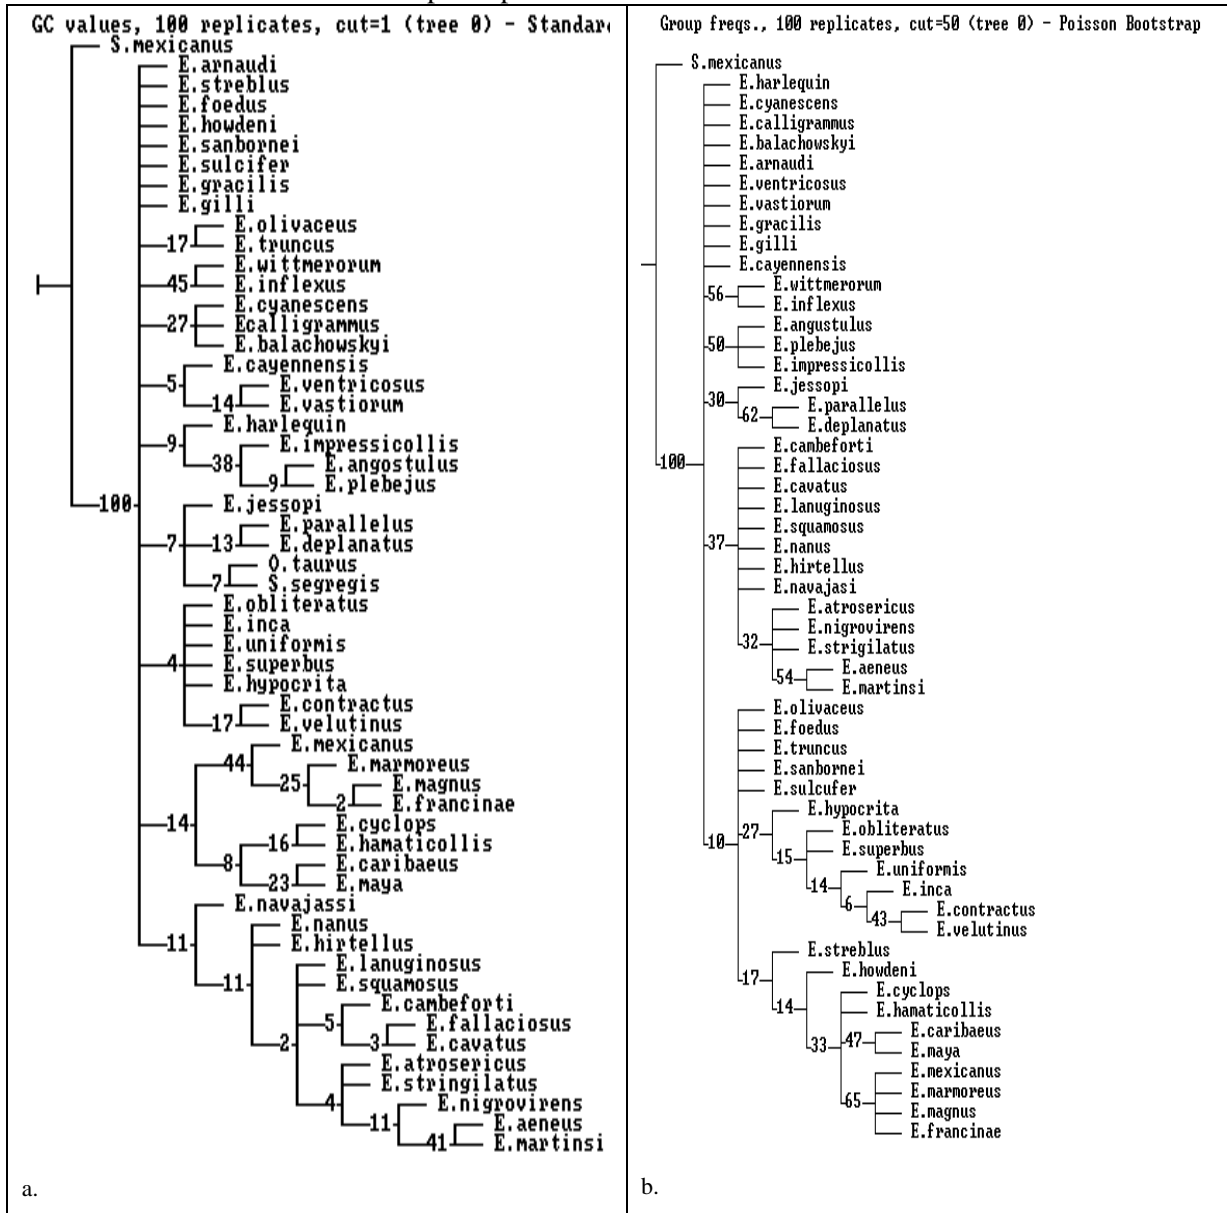 GC values, 100 replicates, cut=1 (tree 0) - Standar
S.mexicanus
E.arnaudi
E.streblus
E.foedus
E.howdeni
E.sanbornei
E.sulcifer
E.gracilis
E.gilli
E.olivaceus
17
E.truncus
E.wittmerorum
45
E.inflexus
E.cyanescens
27
Ecalligrammus
E.balachowskyi
E.cayennensis
5
E.ventricosus
14
E.vastiorum
E.harlequin
9
E.impressicollis
38
E.angostulus
9
E.plebejus
100
E.jessopi
E.parallelus
7
13
E.deplanatus
O.taurus
7
S.segregis
E.obliteratus
E.inca
E.uniformis
4
E.superbus
E.hypocrita
E.contractus
17
E.velutinus
E.mexicanus
44
E.marmoreus
25
E.magnus
2
E.francinae
14
E.cyclops
16
E.hamaticollis
8
E.caribaeus
23
E.maya
E.navajassi
E.nanus
11
E.hirtellus
E.lanuginosus
11
E.squamosus
E.cambeforti
5
E.fallaciosus
2
3
E.cavatus
E.atrosericus
E.stringilatus
4
E.nigrovirens
11
E.aeneus
41
E.martinsi
a.
Group freqs., 100 replicates, cut=50 (tree 0) - Poisson Bootstrap
S.mexicanus
E.harlequin
E.cyanescens
E.calligrammus
E.balachowskyi
E.arnaudi
E.ventricosus
E.vastiorum
E.gracilis
E.gilli
E.cayennensis
E.wittmerorum
56
E.inflexus
E.angustulus
50
E.plebejus
E.impressicollis
E.jessopi
30
E.parallelus
62
E.deplanatus
E.cambeforti
100
E.fallaciosus
E.cavatus
E.lanuginosus
E.squamosus
37
E.nanus
E.hirtellus
E.navajasi
E.atrosericus
E.nigrovirens
32
E.strigilatus
E.aeneus
54
E.martinsi
E.olivaceus
E.foedus
E.truncus
E.sanbornei
E.sulcufer
E.hypocrita
27
E.obliteratus
10
E.superbus
15
E.uniformis
14
E.inca
6
E.contractus
43
E.velutinus
E.streblus
E.howdeni
17
E.cyclops
14
E.hamaticollis
E.caribaeus
33
47
E.maya
E.mexicanus
E.marmoreus
65
E.magnus
E.francinae
b.